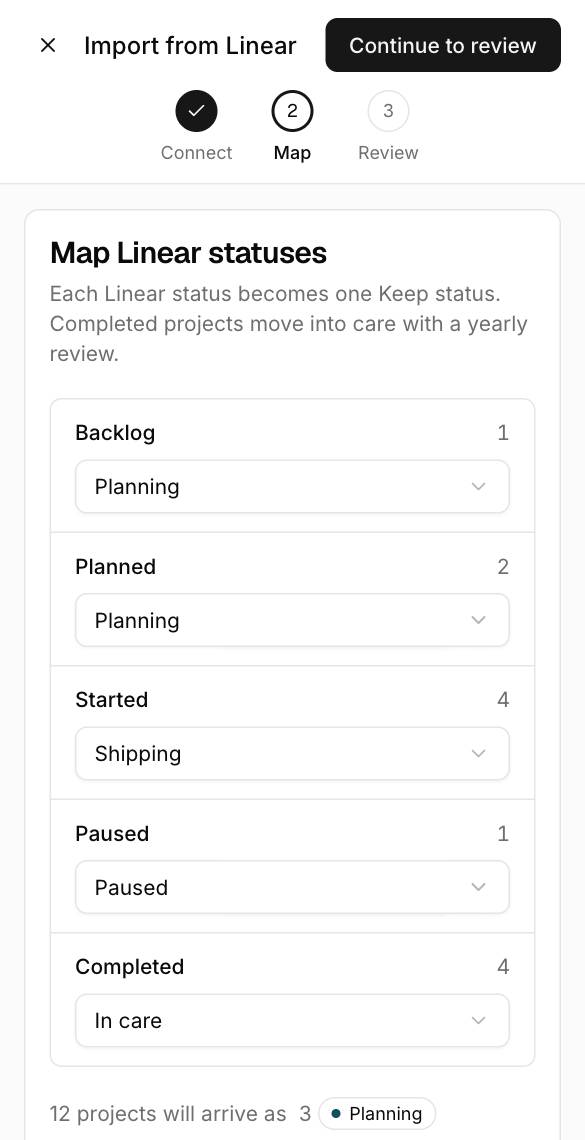 Import from Linear
Continue to review
2
3
Connect
Map
Review
Map Linear statuses
Each Linear status becomes one Keep status.
Completed projects move into care with a yearly
review.
Backlog 1
Planning
Planned 2
Planning
Started 4
Shipping
Paused 1
Paused
Completed 4
In care
12 projects will arrive as 3 Planning